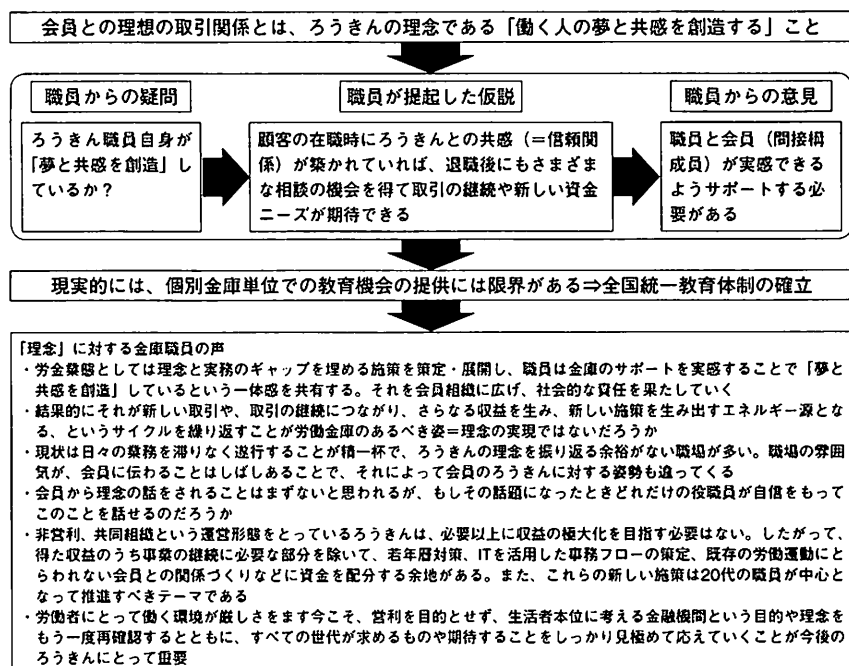 会員との理想の取引関係とは、ろうきんの理念である「働く人の夢と共感を創造する」こと
職員からの疑問
ろうきん職員自身が
「夢と共感を創造」し
ているか？
職員が提起した仮説
顧客の在職時にろうきんとの共感（＝信頼関
係）が築かれていれば、退職後にもさまざま
な相談の機会を得て取引の継続や新しい資金
ニーズが期待できる
職員からの意見
職員と会員（間接構
成員）が実感できる
ようサポートする必
要がある
現実的には、個別金庫単位での教育機会の提供には限界がある⇒全国統一教育体制の確立
「理念」に対する金庫職員の声
・労金業態としては理念と実務のギャップを埋める施策を策定・展開し、職員は金庫のサポートを実感することで「夢と
共感を創造」しているという一体感を共有する。それを会員組織に広げ、社会的な責任を果たしていく
・結果的にそれが新しい取引や、取引の継続につながり、さらなる収益を生み、新しい施策を生み出すエネルギー源とな
る、というサイクルを繰り返すことが労働金庫のあるべき姿＝理念の実現ではないだろうか
・現状は日々の業務を滞りなく遂行することが精一杯で、ろうきんの理念を振り返る余裕がない職場が多い。職場の雰囲
気が、会員に伝わることはしばしばあることで、それによって会員のろうきんに対する姿勢も違ってくる
・会員から理念の話をされることはまずないと思われるが、もしその話題になったときどれだけの役職員が自信をもって
このことを話せるのだろうか
・非営利、共同組織という運営形態をとっているろうきんは、必要以上に収益の極大化を目指す必要はない。したがって、
得た収益のうち事業の継続に必要な部分を除いて、若年層対策、ITを活用した事務フローの策定、既存の労働運動にと
らわれない会員との関係づくりなどに資金を配分する余地がある。また、これらの新しい施策は20代の職員が中心と
なって推進すべきテーマである
・労働者にとって働く環境が厳しさをます今こそ、営利を目的とせず、生活者本位に考える金融機関という目的や理念を
もう一度再確認するとともに、すべての世代が求めるものや期待することをしっかり見極めて応えていくことが今後の
ろうきんにとって重要